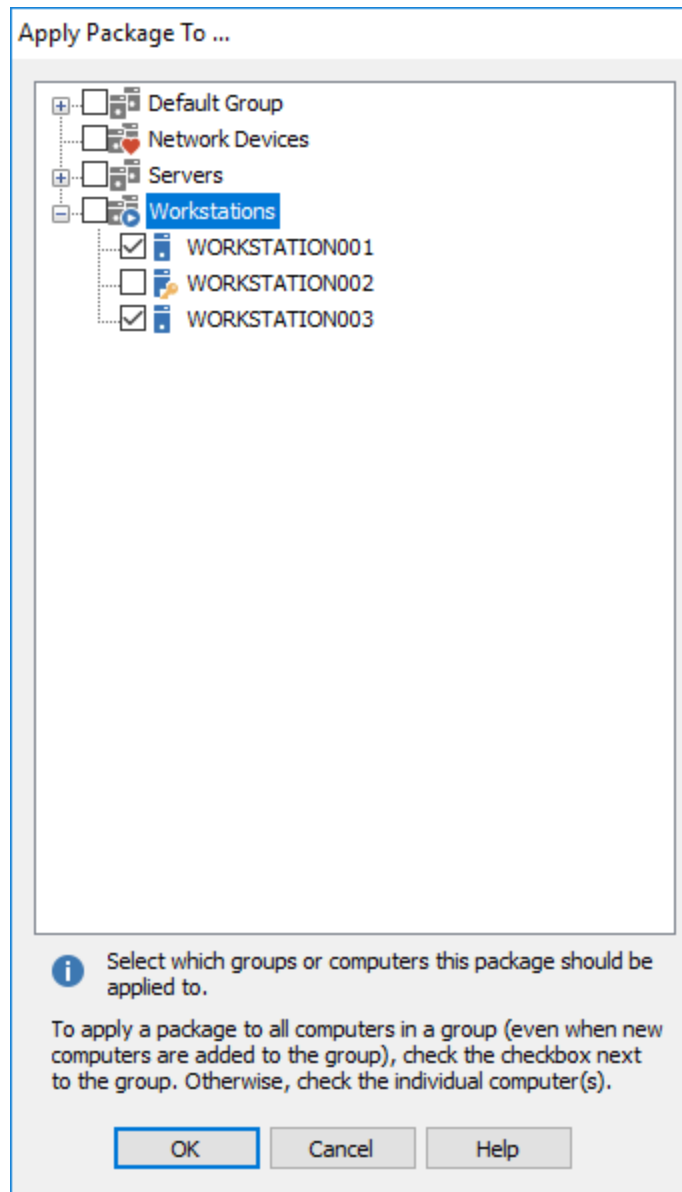 Apply Package To ...
Default Group
Network Devices
Servers
Workstations
WORKSTATION001
WORKSTATION002
WORKSTATION003
Select which groups or computers this package should be
applied to.
To apply a package to all computers in a group (even when new
computers are added to the group), check the checkbox next
to the group. Otherwise, check the individual computer(s).
OK Cancel Help